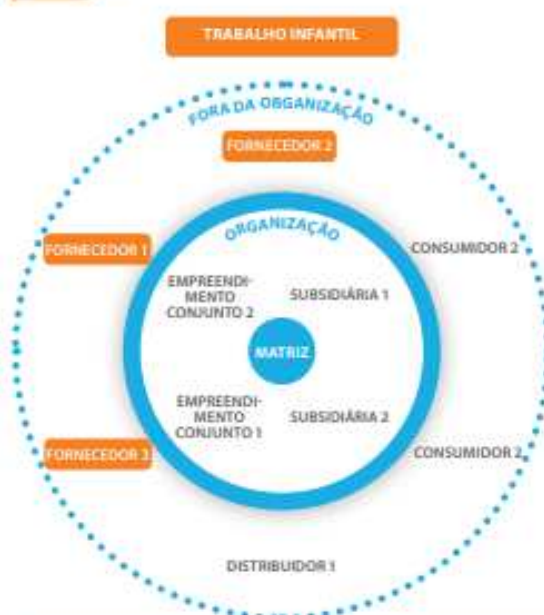 TRABALHO INFANTIL
FORA DA ORGANIZAÇÃO
FORNECEDOR 2
FORNECEDOR 1
ORGANIZAÇÃO
CONSUMIDOR 2
EMPREENDI-
MENTO
CONJUNTO 2
SUBSIDIÁRIA 1
MATRIZ
EMPREENDI-
MENTO
CONJUNTO 1
SUBSIDIÁRIA 2
FORNECEDOR 3
CONSUMIDOR 2
DISTRIBUIDOR 1